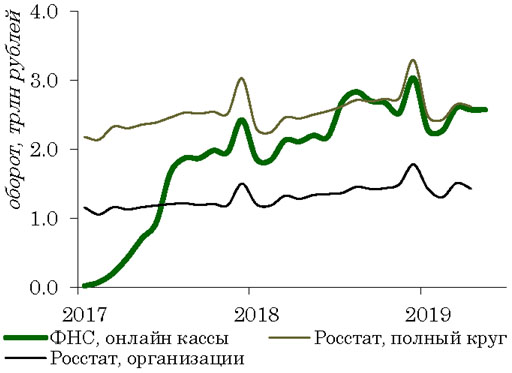 4.0
3.0
2.0
1.0
0.0
оборот, трлн рублей
2017 2018 2019
ФНС, онлайн кассы Росстат, полный круг
Росстат, организации